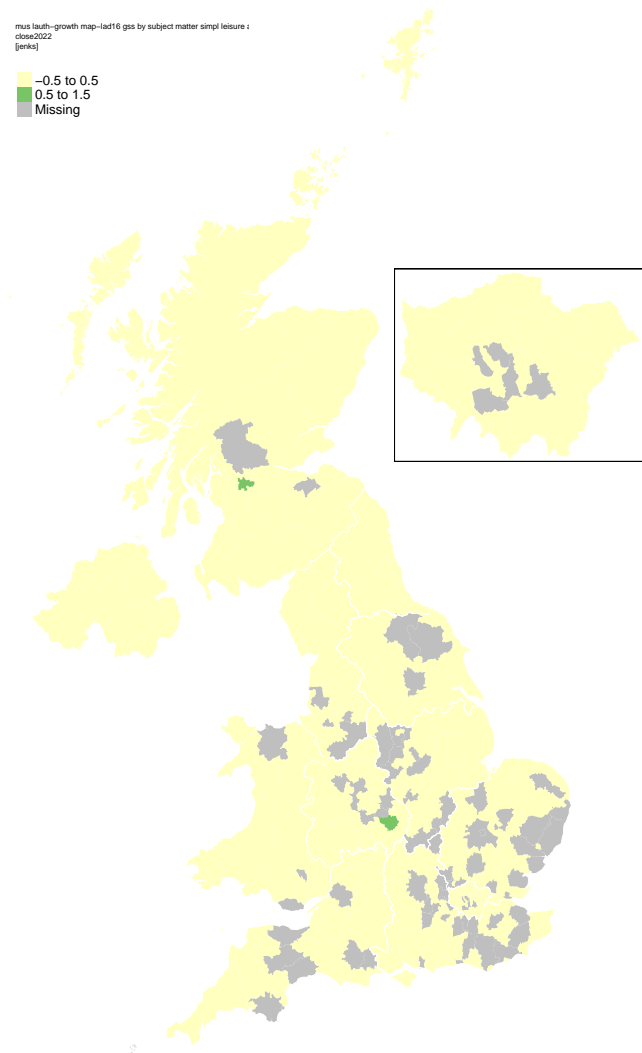 mus lauth−growth map−lad16 gss by subject matter simpl leisure
close2022
[jenks]
−0.5 to 0.5
0.5 to 1.5
Missing